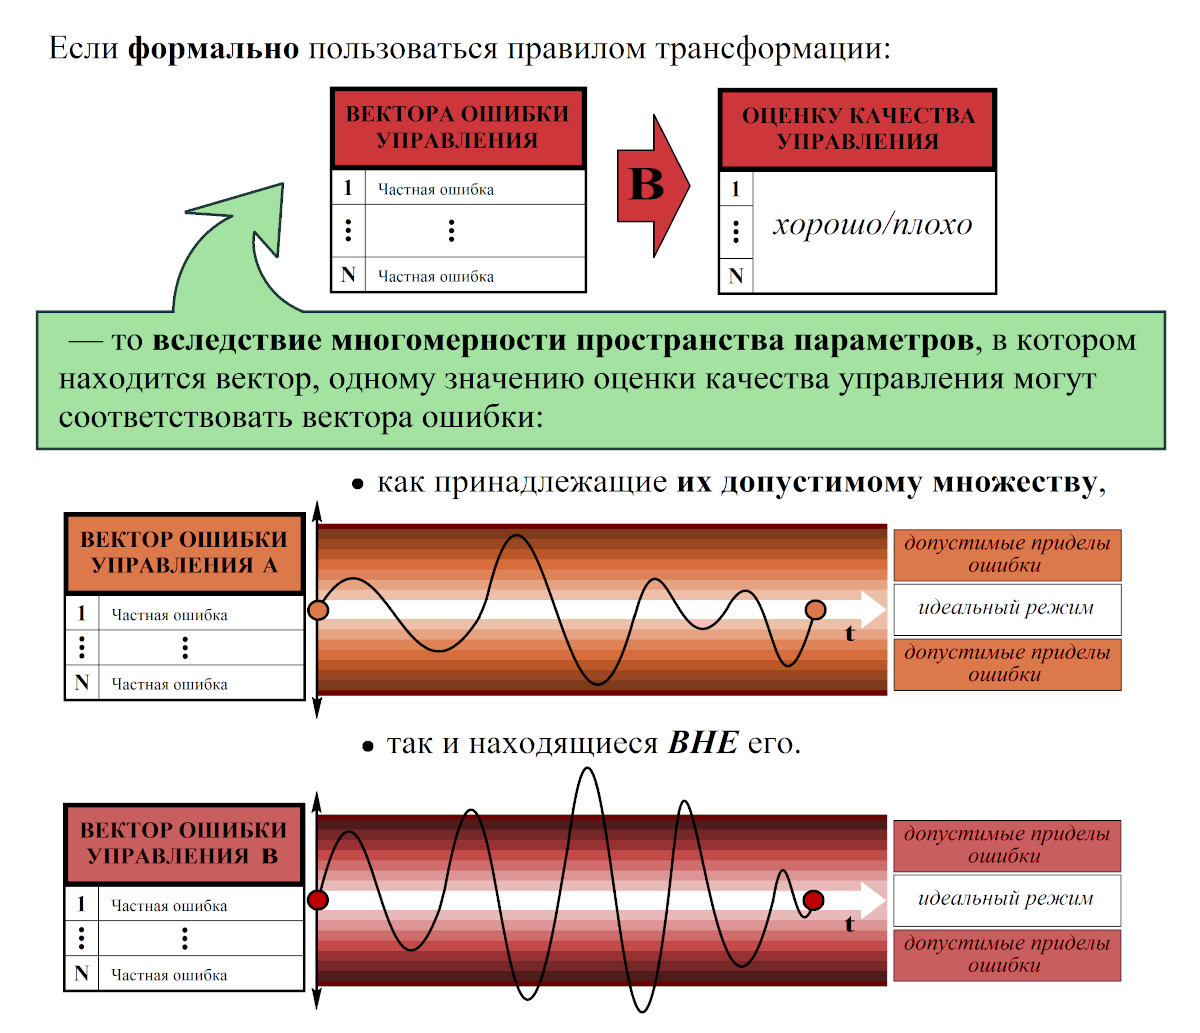 Если формально пользоваться правилом трансформации:
ВЕКТОРА ОШИБКИ
УПРАВЛЕНИЯ
1 Частная ошибка
⋮ ⋮
N Частная ошибка
В
ОЦЕНКУ КАЧЕСТВА
УПРАВЛЕНИЯ
1
⋮ хорошо/плохо
N
— то вследствие многомерности пространства параметров, в котором
находится вектор, одному значению оценки качества управления могут
соответствовать вектора ошибки:
• как принадлежащие их допустимому множеству,
ВЕКТОР ОШИБКИ
УПРАВЛЕНИЯ А
1 Частная ошибка
⋮ ⋮
N Частная ошибка
t
допустимые приделы
ошибки
идеальный режим
допустимые приделы
ошибки
• так и находящиеся ВНЕ его.
ВЕКТОР ОШИБКИ
УПРАВЛЕНИЯ В
1 Частная ошибка
⋮ ⋮
N Частная ошибка
t
допустимые приделы
ошибки
идеальный режим
допустимые приделы
ошибки